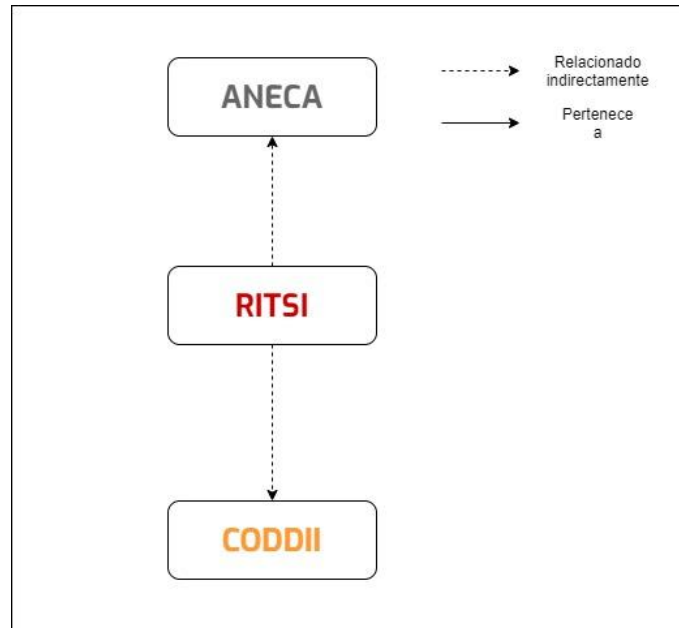 ANECA
Relacionado
indirectamente
Pertenece
a
RITSI
CODDII